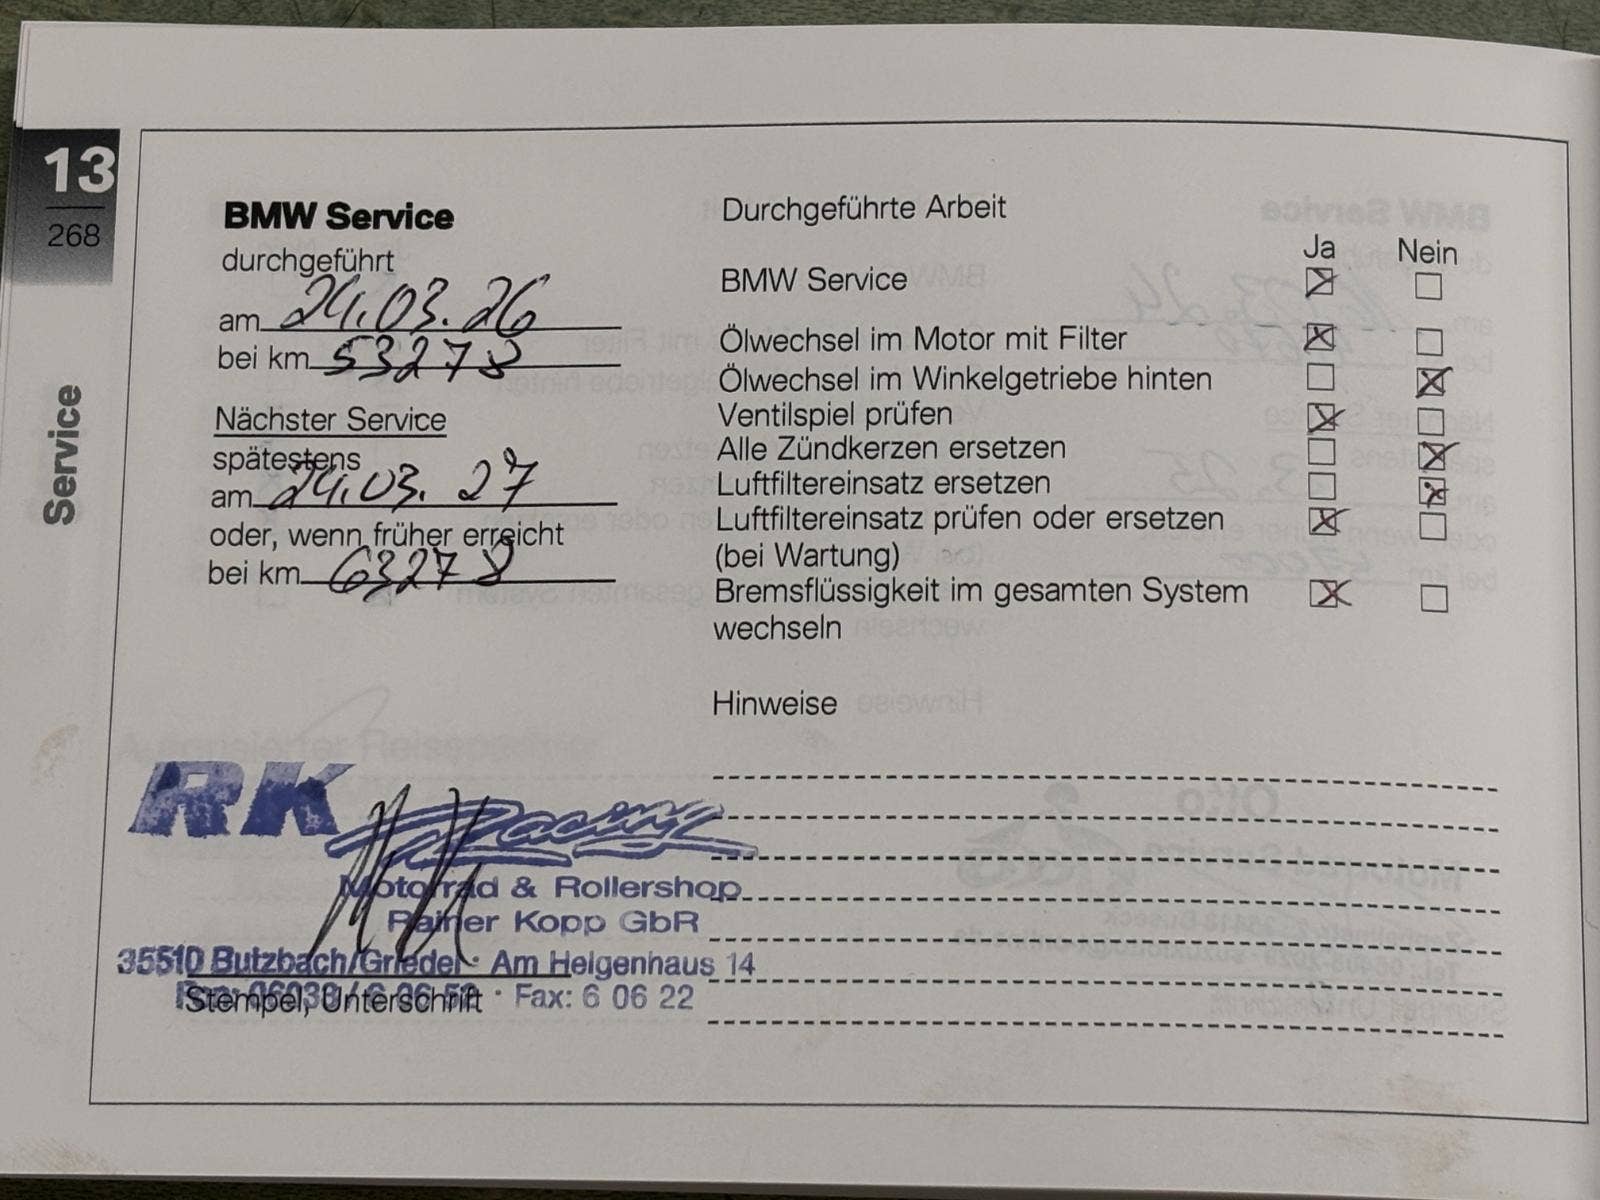 13
268
Service
BMW Service
durchgeführt
am 24.03.26
bei km 53278
Nächster Service
spätestens
am 24.03.27
oder, wenn früher erreicht
bei km 63278
Durchgeführte Arbeit
Ja Nein
BMW Service
Ölwechsel im Motor mit Filter
Ölwechsel im Winkelgetriebe hinten
Ventilspiel prüfen
Alle Zündkerzen ersetzen
Luftfiltereinsatz ersetzen
Luftfiltereinsatz prüfen oder ersetzen
(bei Wartung)
Bremsflüssigkeit im gesamten System
wechseln
Hinweise
RK Racing
Motorrad & Rollershop
Rainer Kopp GbR
35510 Butzbach/Griedel · Am Helgenhaus 14
· Fax: 6 06 22
Stempel, Unterschrift